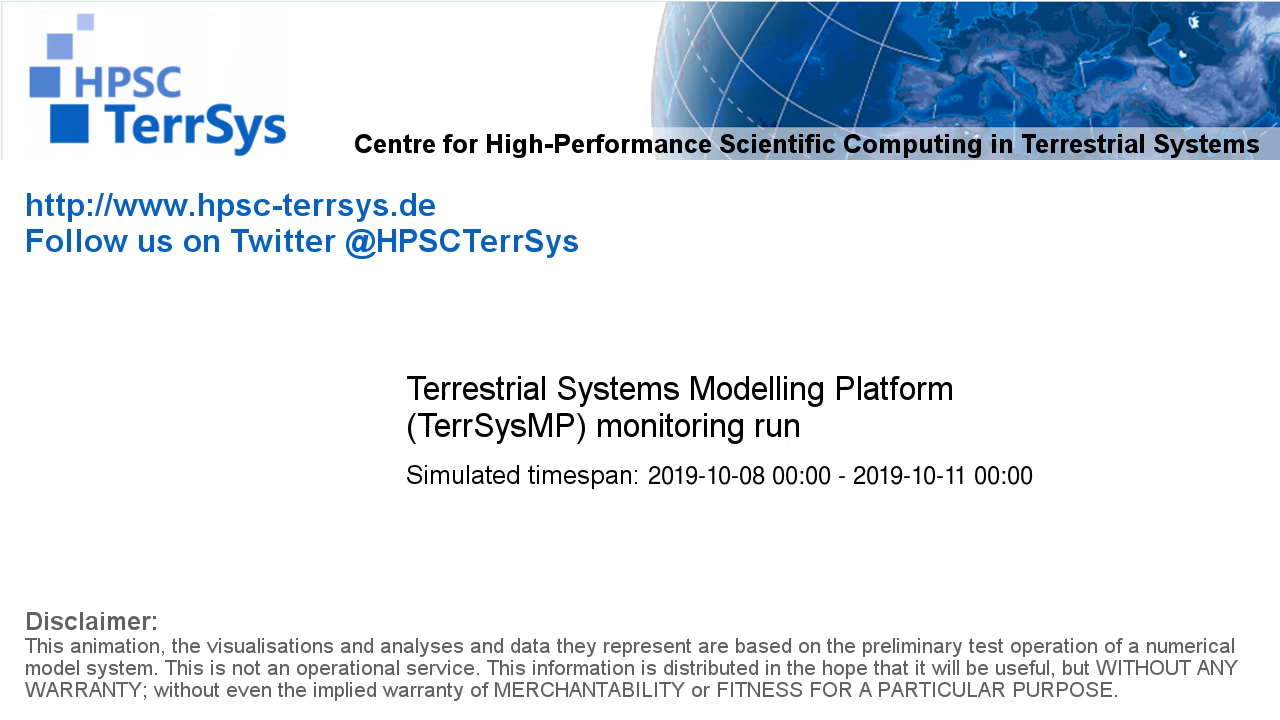 HPSC
TerrSys
Centre for High-Performance Scientific Computing in Terrestrial Systems
http://www.hpsc-terrsys.de
Follow us on Twitter @HPSCTerrSys
Terrestrial Systems Modelling Platform
(TerrSysMP) monitoring run
Simulated timespan: 2019-10-08 00:00 - 2019-10-11 00:00
Disclaimer:
This animation, the visualisations and analyses and data they represent are based on the preliminary test operation of a numerical
model system. This is not an operational service. This information is distributed in the hope that it will be useful, but WITHOUT ANY
WARRANTY; without even the implied warranty of MERCHANTABILITY or FITNESS FOR A PARTICULAR PURPOSE.